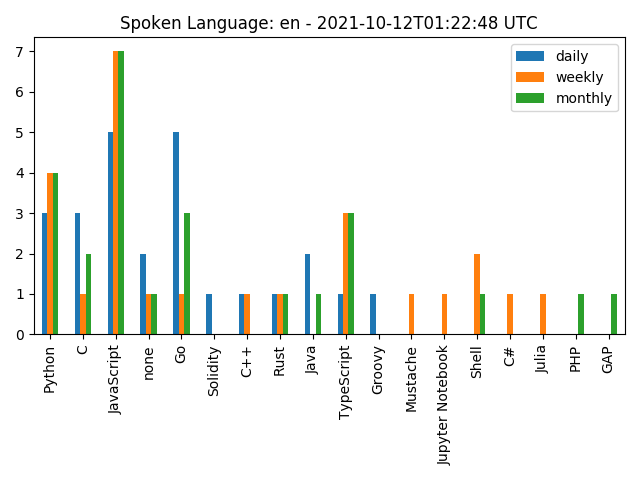 Spoken Language: en - 2021-10-12T01:22:48 UTC
daily
weekly
monthly
7
6
5
4
3
2
1
0
Python
C
JavaScript
none
Go
Solidity
C++
Rust
Java
TypeScript
Groovy
Mustache
Jupyter Notebook
Shell
C#
Julia
PHP
GAP